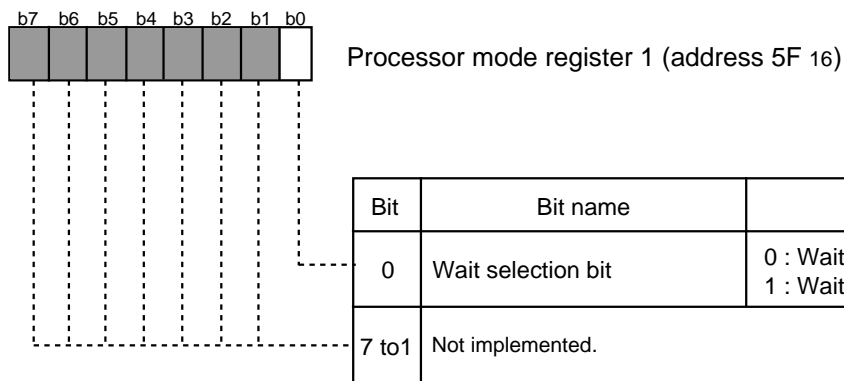 b7 b6 b5 b4 b3 b2 b1 b0
Processor mode register 1 (address 5F 16)
Bit Bit name
0 Wait selection bit 0 : Wait
1 : Wait
7 to1 Not implemented.